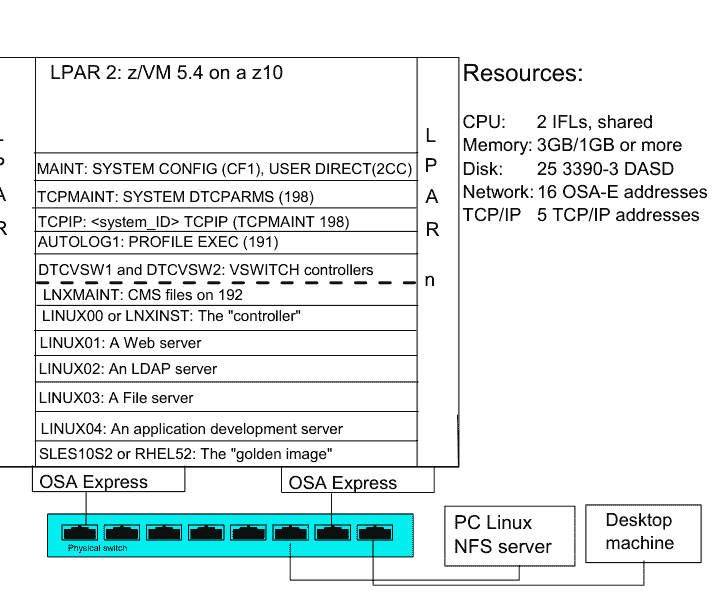 LPAR 2: z/VM 5.4 on a z10
Resources:
CPU: 2 IFLs, shared
Memory: 3GB/1GB or more
Disk: 25 3390-3 DASD
Network: 16 OSA-E addresses
TCP/IP 5 TCP/IP addresses
L
P
A
R
MAINT: SYSTEM CONFIG (CF1), USER DIRECT(2CC)
TCPMAINT: SYSTEM DTCPARMS (198)
TCPIP: <system_ID> TCPIP (TCPMAINT 198)
AUTOLOG1: PROFILE EXEC (191)
DTCVSW1 and DTCVSW2: VSWITCH controllers
LNXMAINT: CMS files on 192
LINUX00 or LNXINST: The "controller"
LINUX01: A Web server
LINUX02: An LDAP server
LINUX03: A File server
LINUX04: An application development server
SLES10S2 or RHEL52: The "golden image"
L
P
A
R
n
OSA Express
OSA Express
Physical switch
PC Linux
NFS server
Desktop
machine